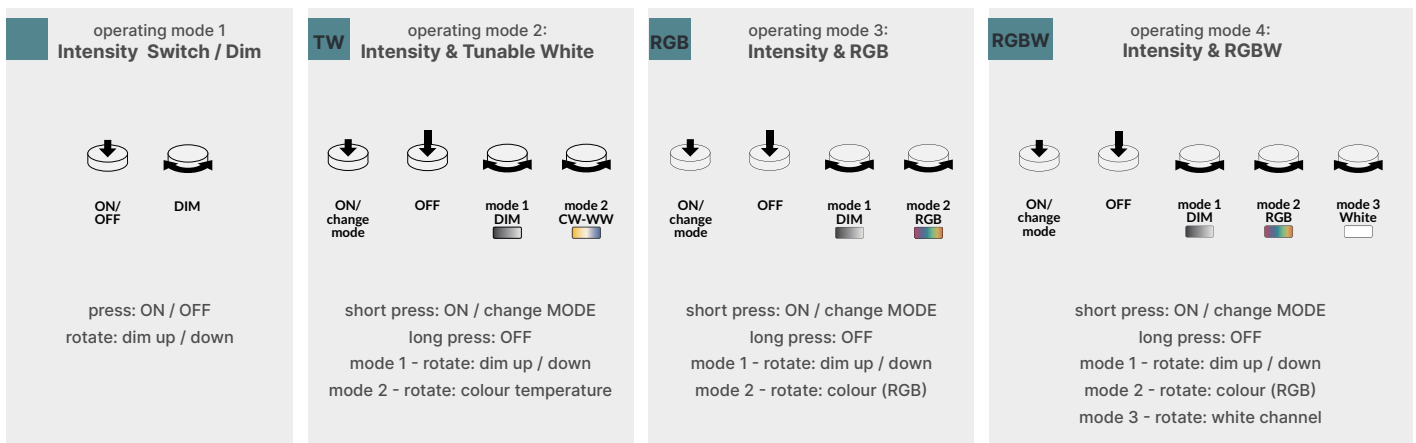 operating mode 1
Intensity Switch / Dim
ON/
OFF
DIM
press: ON / OFF
rotate: dim up / down
TW
operating mode 2:
Intensity & Tunable White
ON/
change
mode
OFF
mode 1
DIM
mode 2
CW-WW
short press: ON / change MODE
long press: OFF
mode 1 - rotate: dim up / down
mode 2 - rotate: colour temperature
RGB
operating mode 3:
Intensity & RGB
ON/
change
mode
OFF
mode 1
DIM
mode 2
RGB
short press: ON / change MODE
long press: OFF
mode 1 - rotate: dim up / down
mode 2 - rotate: colour (RGB)
RGBW
operating mode 4:
Intensity & RGBW
ON/
change
mode
OFF
mode 1
DIM
mode 2
RGB
mode 3
White
short press: ON / change MODE
long press: OFF
mode 1 - rotate: dim up / down
mode 2 - rotate: colour (RGB)
mode 3 - rotate: white channel